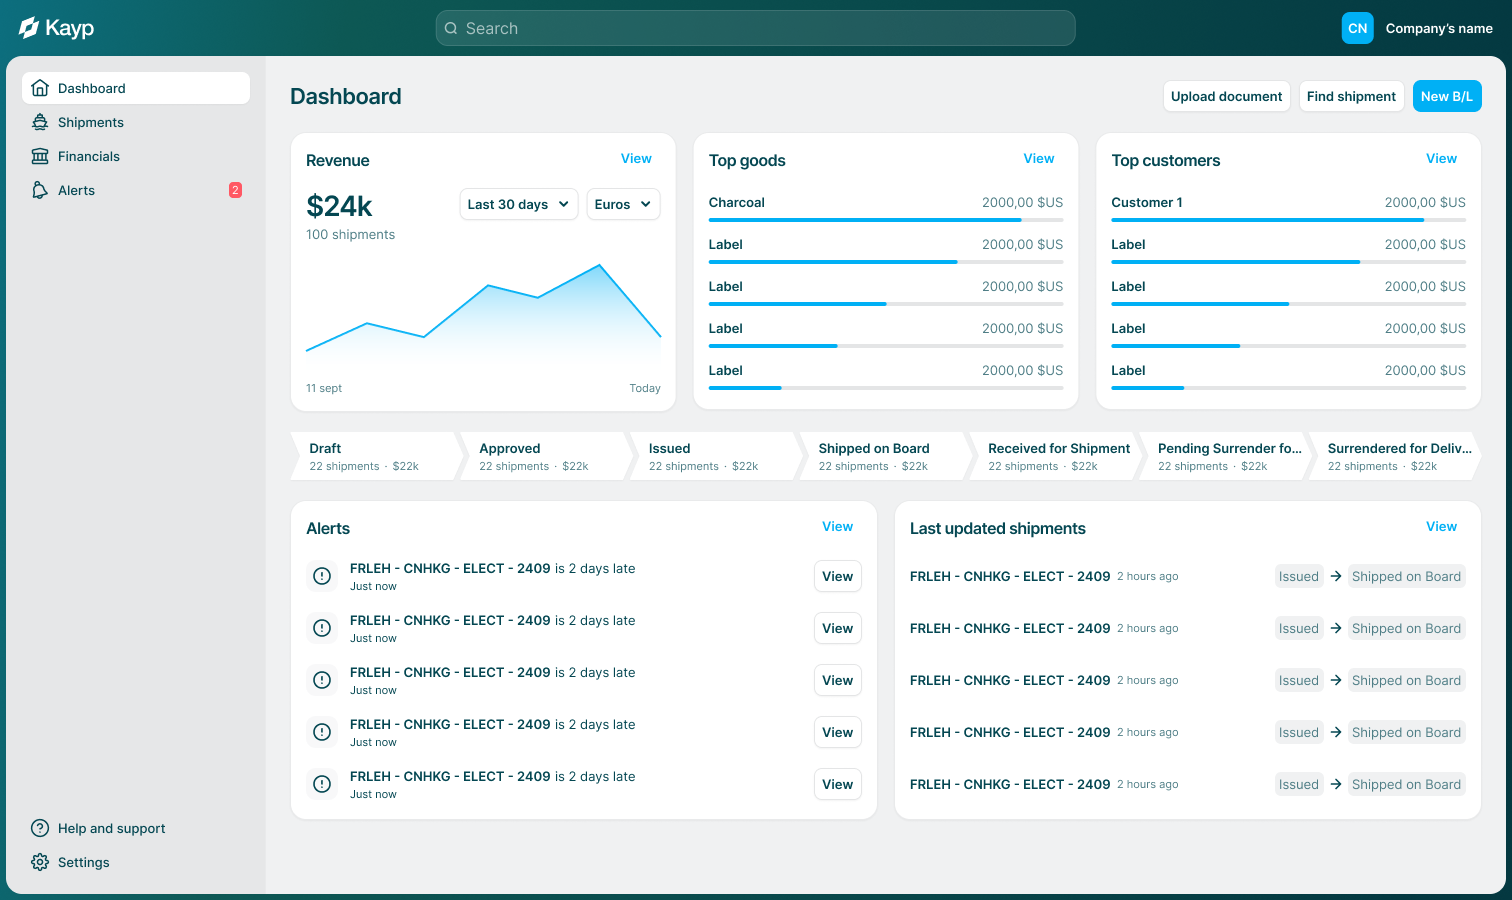 Kayp
Search
CN
Company's name
Dashboard
Shipments
Financials
Alerts
2
Help and support
Settings
Dashboard
Upload document
Find shipment
New B/L
Revenue
View
$24k
Last 30 days
Euros
100 shipments
11 sept
Today
Top goods
View
Charcoal 2000,00 $US
Label 2000,00 $US
Label 2000,00 $US
Label 2000,00 $US
Label 2000,00 $US
Top customers
View
Customer 1 2000,00 $US
Label 2000,00 $US
Label 2000,00 $US
Label 2000,00 $US
Label 2000,00 $US
Draft
22 shipments · $22k
Approved
22 shipments · $22k
Issued
22 shipments · $22k
Shipped on Board
22 shipments · $22k
Received for Shipment
22 shipments · $22k
Pending Surrender fo...
22 shipments · $22k
Surrendered for Deliv...
22 shipments · $22k
Alerts
View
FRLEH - CNHKG - ELECT - 2409 is 2 days late
Just now
View
FRLEH - CNHKG - ELECT - 2409 is 2 days late
Just now
View
FRLEH - CNHKG - ELECT - 2409 is 2 days late
Just now
View
FRLEH - CNHKG - ELECT - 2409 is 2 days late
Just now
View
FRLEH - CNHKG - ELECT - 2409 is 2 days late
Just now
View
Last updated shipments
View
FRLEH - CNHKG - ELECT - 2409 2 hours ago Issued → Shipped on Board
FRLEH - CNHKG - ELECT - 2409 2 hours ago Issued → Shipped on Board
FRLEH - CNHKG - ELECT - 2409 2 hours ago Issued → Shipped on Board
FRLEH - CNHKG - ELECT - 2409 2 hours ago Issued → Shipped on Board
FRLEH - CNHKG - ELECT - 2409 2 hours ago Issued → Shipped on Board